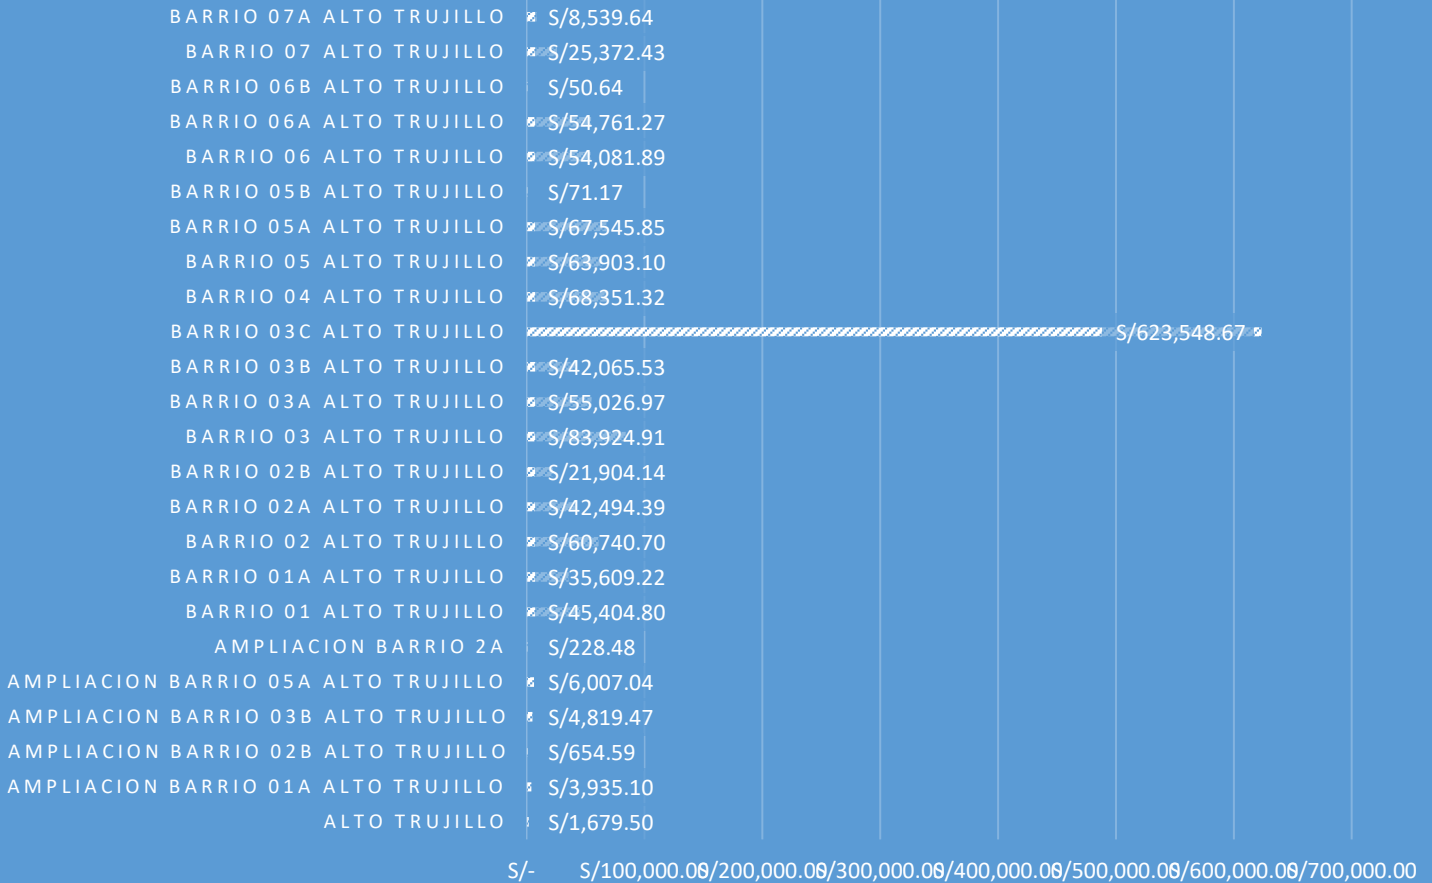 BARRIO 07A ALTO TRUJILLO S/8,539.64
BARRIO 07 ALTO TRUJILLO S/25,372.43
BARRIO 06B ALTO TRUJILLO S/50.64
BARRIO 06A ALTO TRUJILLO S/54,761.27
BARRIO 06 ALTO TRUJILLO S/54,081.89
BARRIO 05B ALTO TRUJILLO S/71.17
BARRIO 05A ALTO TRUJILLO S/67,545.85
BARRIO 05 ALTO TRUJILLO S/63,903.10
BARRIO 04 ALTO TRUJILLO S/68,351.32
BARRIO 03C ALTO TRUJILLO S/623,548.67
BARRIO 03B ALTO TRUJILLO S/42,065.53
BARRIO 03A ALTO TRUJILLO S/55,026.97
BARRIO 03 ALTO TRUJILLO S/83,924.91
BARRIO 02B ALTO TRUJILLO S/21,904.14
BARRIO 02A ALTO TRUJILLO S/42,494.39
BARRIO 02 ALTO TRUJILLO S/60,740.70
BARRIO 01A ALTO TRUJILLO S/35,609.22
BARRIO 01 ALTO TRUJILLO S/45,404.80
AMPLIACION BARRIO 2A S/228.48
AMPLIACION BARRIO 05A ALTO TRUJILLO S/6,007.04
AMPLIACION BARRIO 03B ALTO TRUJILLO S/4,819.47
AMPLIACION BARRIO 02B ALTO TRUJILLO S/654.59
AMPLIACION BARRIO 01A ALTO TRUJILLO S/3,935.10
ALTO TRUJILLO S/1,679.50
S/- S/100,000.00 S/200,000.00 S/300,000.00 S/400,000.00 S/500,000.00 S/600,000.00 S/700,000.00